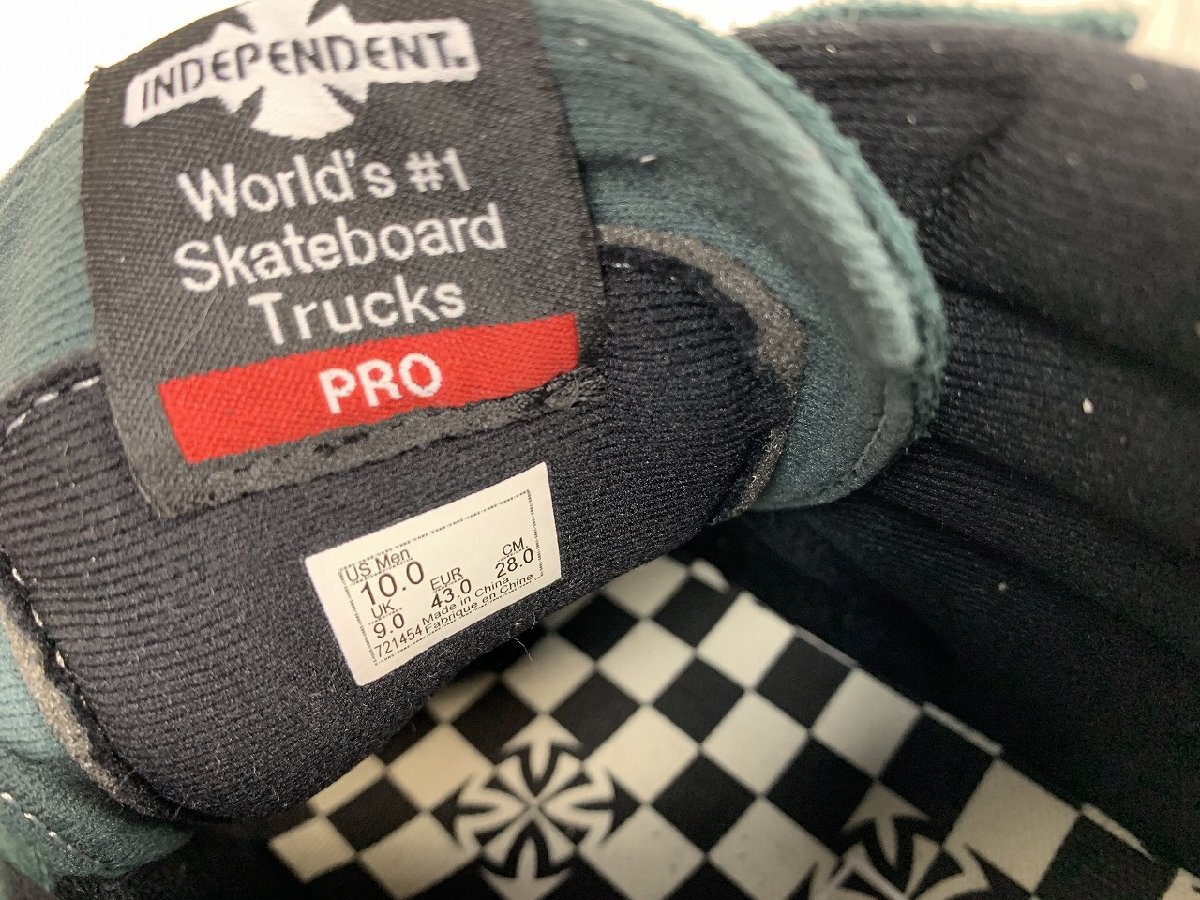 INDEPENDENT.
World's #1
Skateboard
Trucks
PRO
US Men
10.0
UK
9.0
EUR
43.0
CM
28.0
721454 Made in China
Fabriqué en Chine